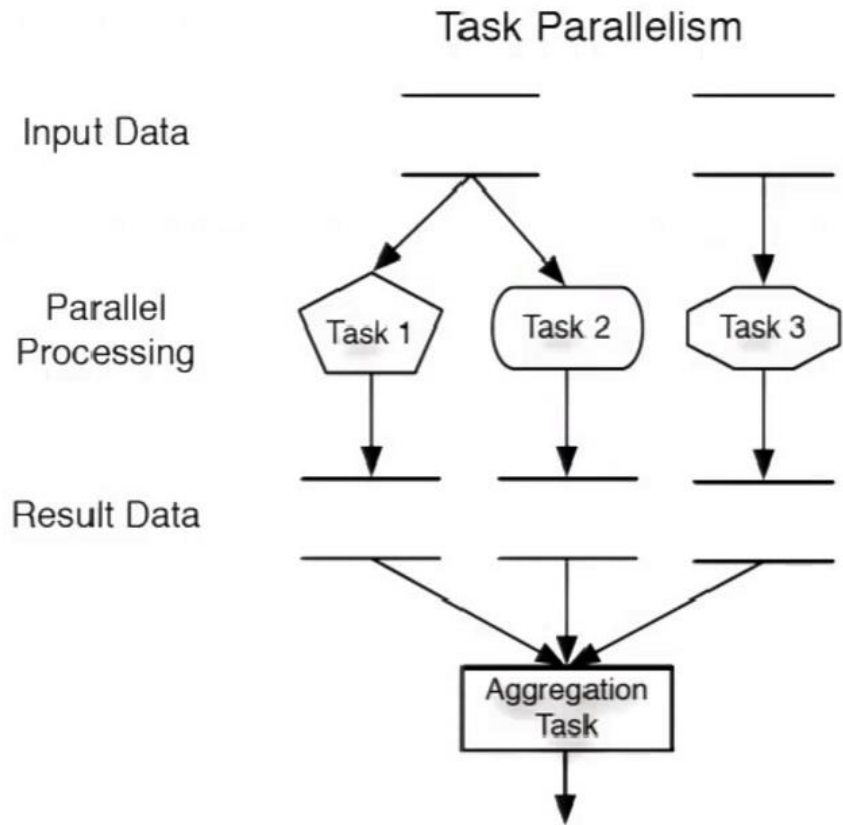 Task Parallelism
Input Data
Parallel
Processing
Task 1
Task 2
Task 3
Result Data
Aggregation
Task